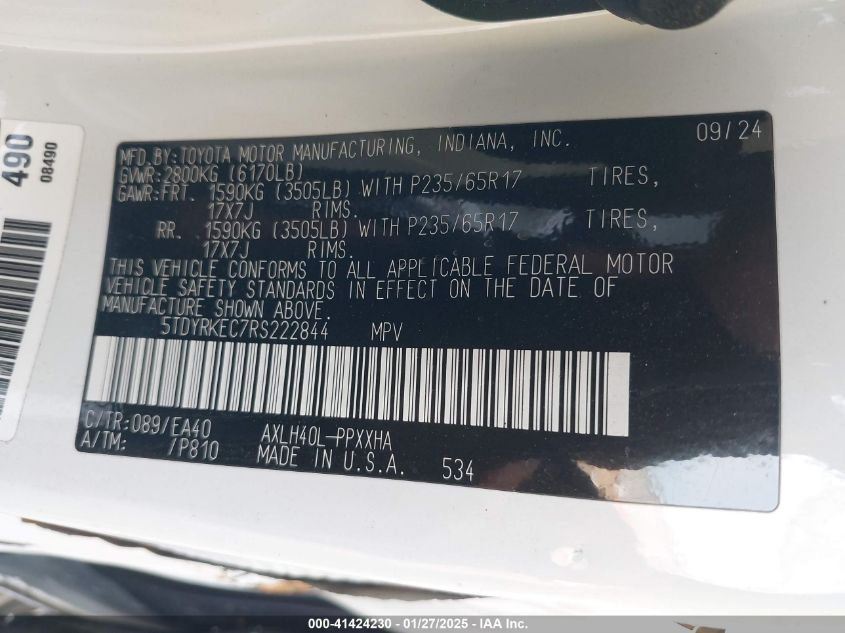 490
08490
MFD.BY:TOYOTA MOTOR MANUFACTURING, INDIANA, INC. 09/24
GVWR:2800KG (6170LB)
GAWR:FRT. 1590KG (3505LB) WITH P235/65R17 TIRES,
17X7J RIMS.
RR. 1590KG (3505LB) WITH P235/65R17 TIRES,
17X7J RIMS.
THIS VEHICLE CONFORMS TO ALL APPLICABLE FEDERAL MOTOR
VEHICLE SAFETY STANDARDS IN EFFECT ON THE DATE OF
MANUFACTURE SHOWN ABOVE.
5TDYRKEC7RS222844 MPV
C/TR:089/EA40 AXLH40L-PPXXHA
A/TM: /P810 MADE IN U.S.A. 534
000-41424230 - 01/27/2025 - IAA Inc.